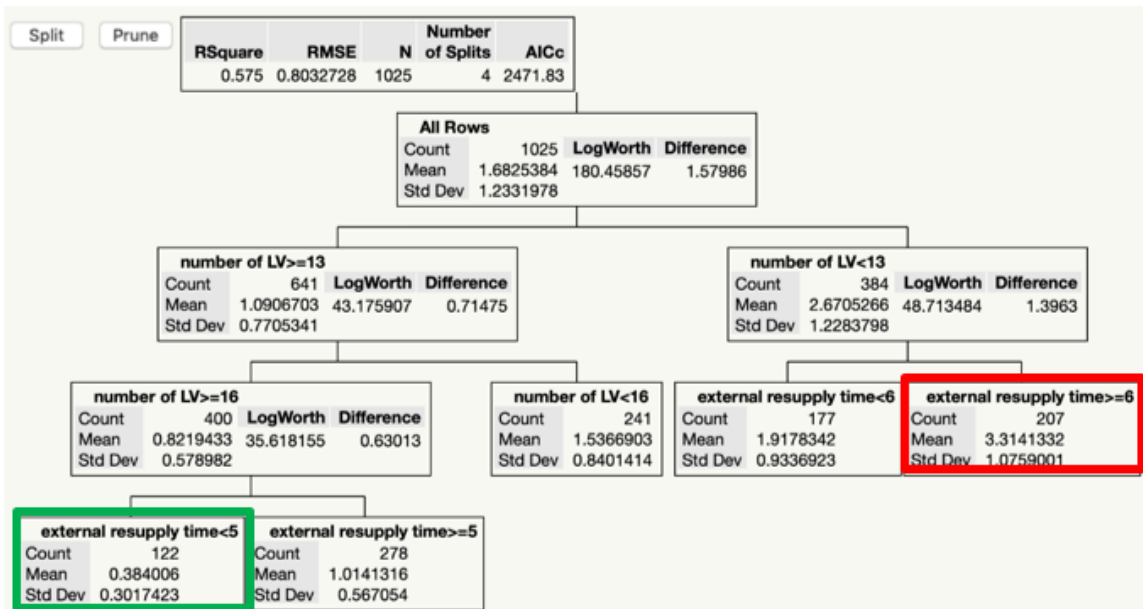 Split Prune
Number
RSquare RMSE N of Splits AICc
0.575 0.8032728 1025 4 2471.83
All Rows
Count 1025 LogWorth Difference
Mean 1.6825384 180.45857 1.57986
Std Dev 1.2331978
number of LV>=13
Count 641 LogWorth Difference
Mean 1.0906703 43.175907 0.71475
Std Dev 0.7705341
number of LV<13
Count 384 LogWorth Difference
Mean 2.6705266 48.713484 1.3963
Std Dev 1.2283798
number of LV>=16
Count 400 LogWorth Difference
Mean 0.8219433 35.618155 0.63013
Std Dev 0.578982
number of LV<16
Count 241
Mean 1.5366903
Std Dev 0.8401414
external resupply time<6
Count 177
Mean 1.9178342
Std Dev 0.9336923
external resupply time>=6
Count 207
Mean 3.3141332
Std Dev 1.0759001
external resupply time<5
Count 122
Mean 0.384006
Std Dev 0.3017423
external resupply time>=5
Count 278
Mean 1.0141316
Std Dev 0.567054